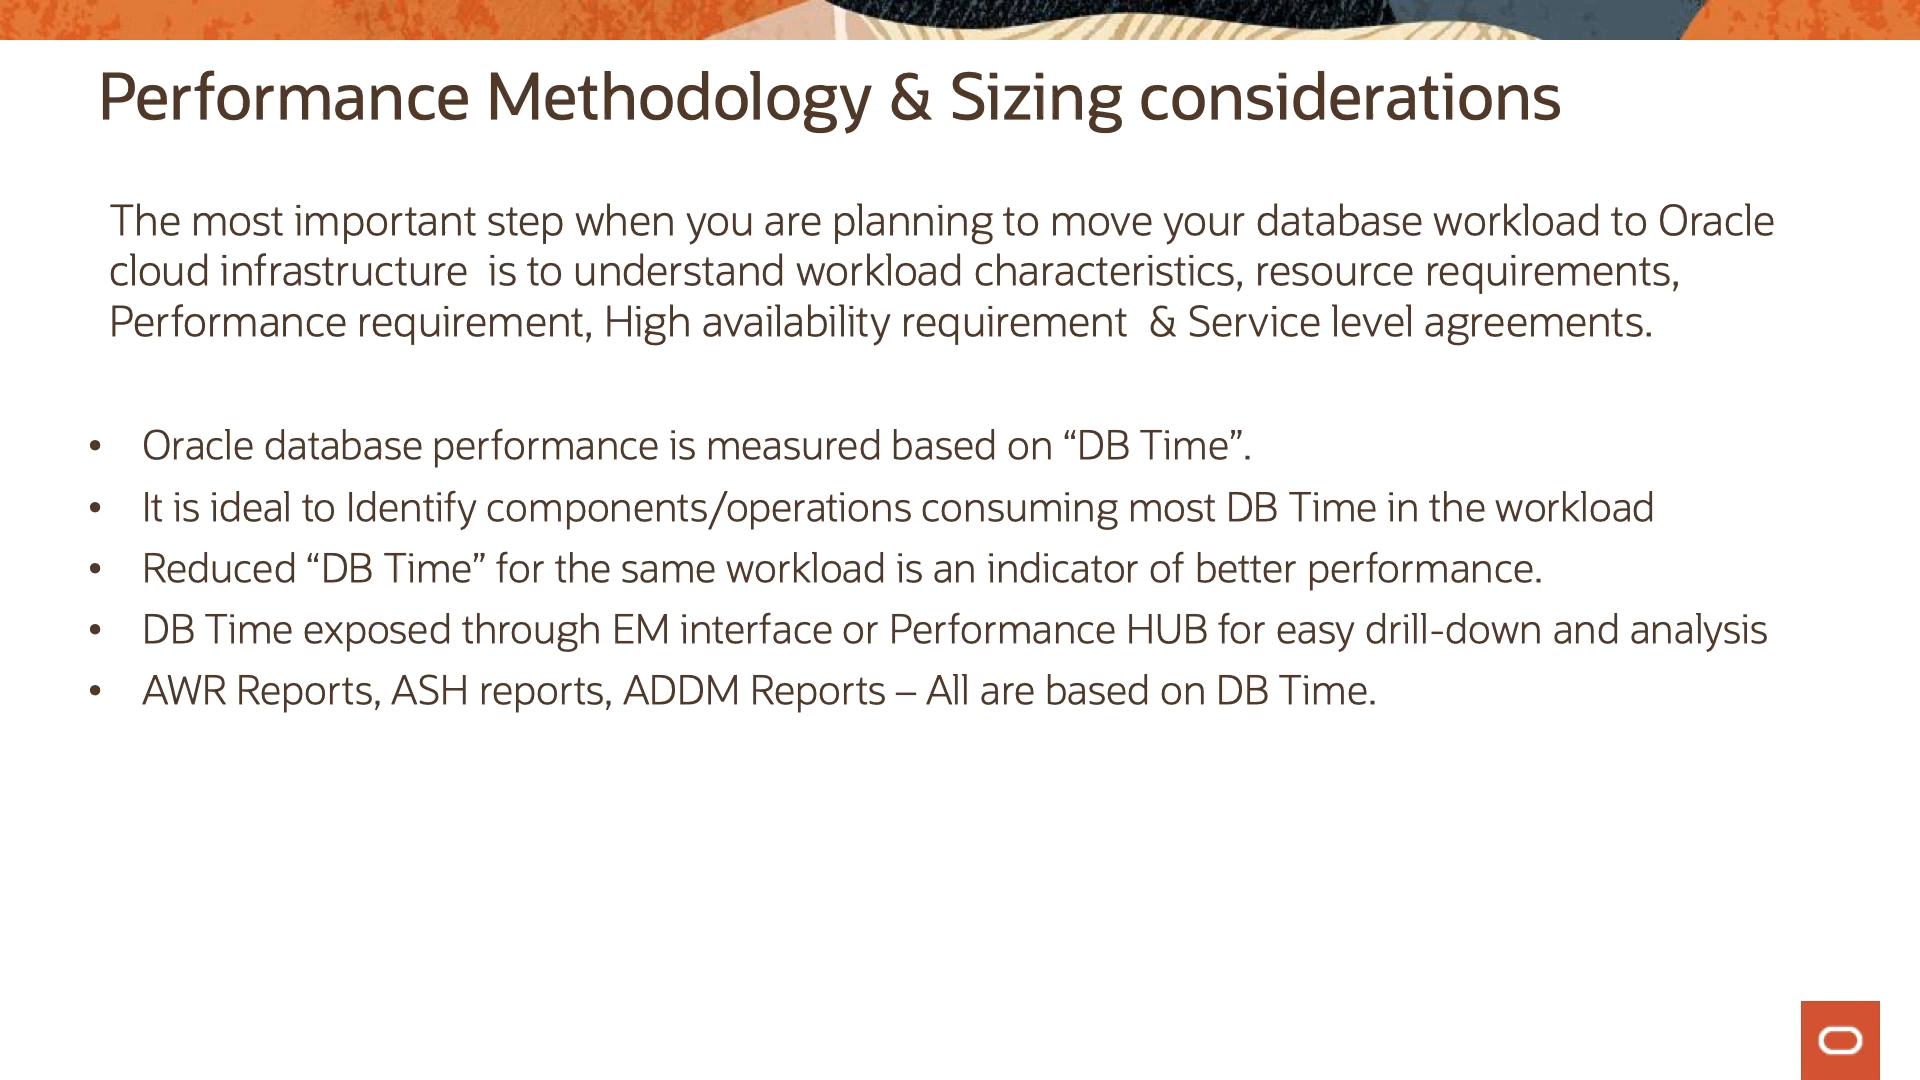 Performance Methodology & Sizing considerations
The most important step when you are planning to move your database workload to Oracle
cloud infrastructure  is to understand workload characteristics, resource requirements,
Performance requirement, High availability requirement  & Service level agreements.
• Oracle database performance is measured based on “DB Time”.
• It is ideal to Identify components/operations consuming most DB Time in the workload
• Reduced “DB Time” for the same workload is an indicator of better performance.
• DB Time exposed through EM interface or Performance HUB for easy drill-down and analysis
• AWR Reports, ASH reports, ADDM Reports – All are based on DB Time.